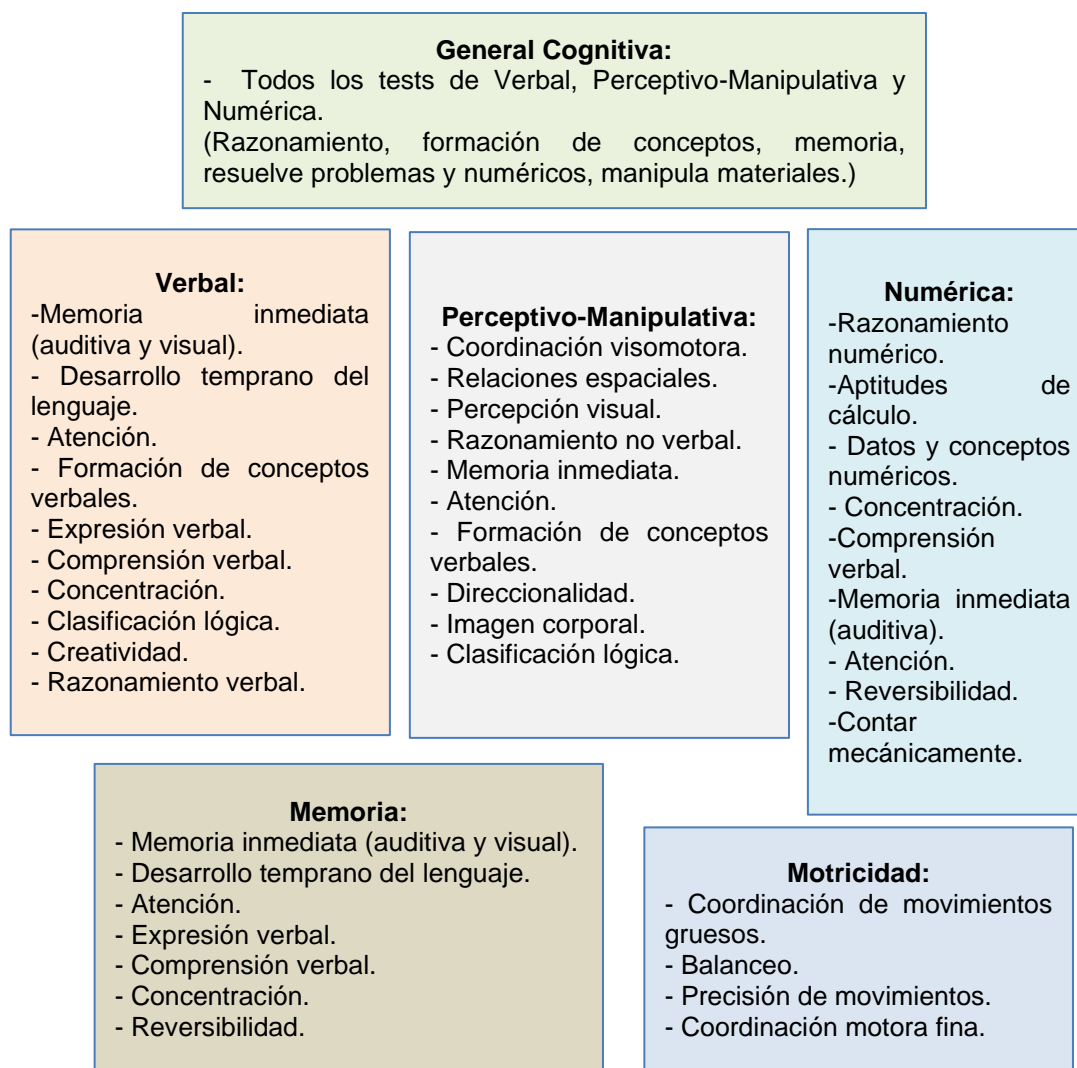 General Cognitiva:
- Todos los tests de Verbal, Perceptivo-Manipulativa y
Numérica.
(Razonamiento, formación de conceptos, memoria,
resuelve problemas y numéricos, manipula materiales.)
Verbal:
-Memoria inmediata
(auditiva y visual).
- Desarrollo temprano del
lenguaje.
- Atención.
- Formación de conceptos
verbales.
- Expresión verbal.
- Comprensión verbal.
- Concentración.
- Clasificación lógica.
- Creatividad.
- Razonamiento verbal.
Perceptivo-Manipulativa:
- Coordinación visomotora.
- Relaciones espaciales.
- Percepción visual.
- Razonamiento no verbal.
- Memoria inmediata.
- Atención.
- Formación de conceptos
verbales.
- Direccionalidad.
- Imagen corporal.
- Clasificación lógica.
Numérica:
-Razonamiento
numérico.
-Aptitudes de
cálculo.
- Datos y conceptos
numéricos.
- Concentración.
-Comprensión
verbal.
-Memoria inmediata
(auditiva).
- Atención.
- Reversibilidad.
-Contar
mecánicamente.
Memoria:
- Memoria inmediata (auditiva y visual).
- Desarrollo temprano del lenguaje.
- Atención.
- Expresión verbal.
- Comprensión verbal.
- Concentración.
- Reversibilidad.
Motricidad:
- Coordinación de movimientos
gruesos.
- Balanceo.
- Precisión de movimientos.
- Coordinación motora fina.